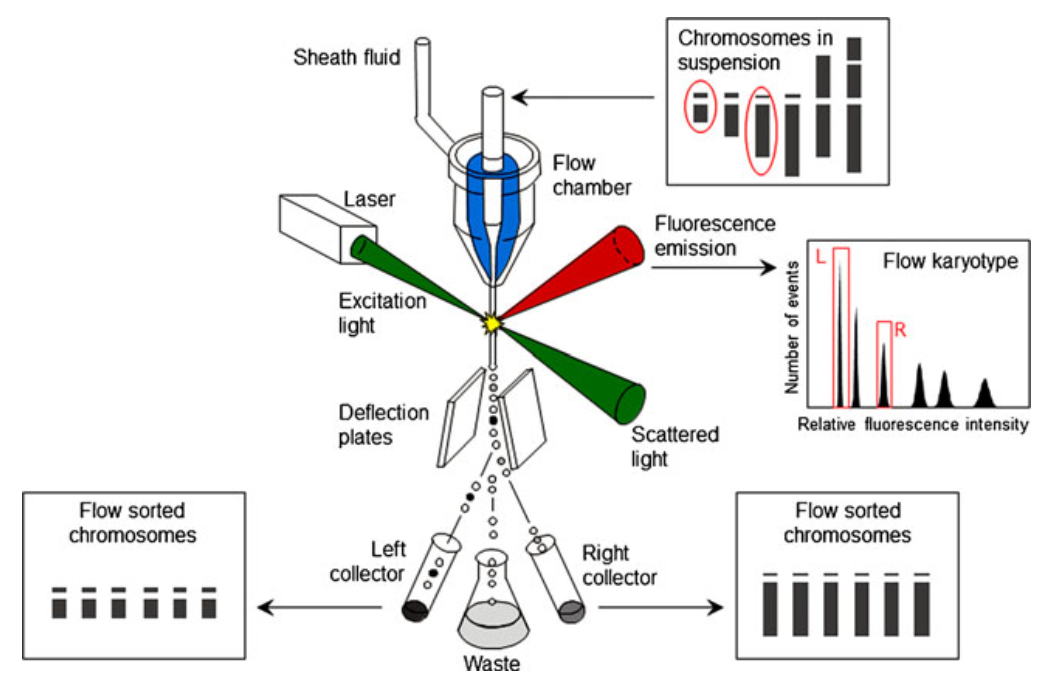 Sheath fluid
Chromosomes in
suspension
Flow
chamber
Laser
Fluorescence
emission
Excitation
light
L
Flow karyotype
R
Number of events
Relative fluorescence intensity
Deflection
plates
Scattered
light
Flow sorted
chromosomes
Left
collector
Right
collector
Waste
Flow sorted
chromosomes